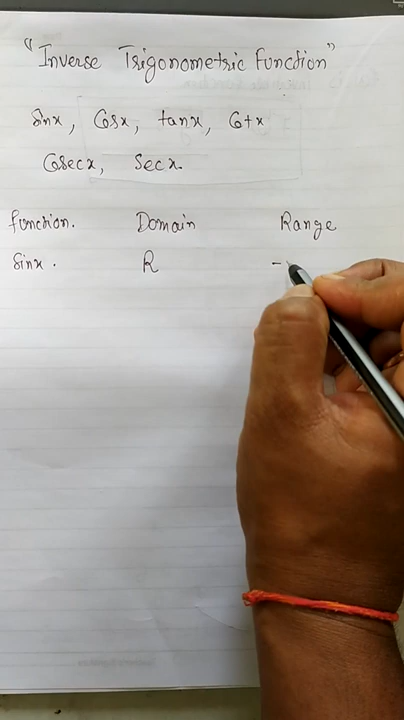 "Inverse Trigonometric Function"
Sinx, Cosx, tanx, Cotx
Cosecx, Secx.
function. Domain Range
Sinx. R -